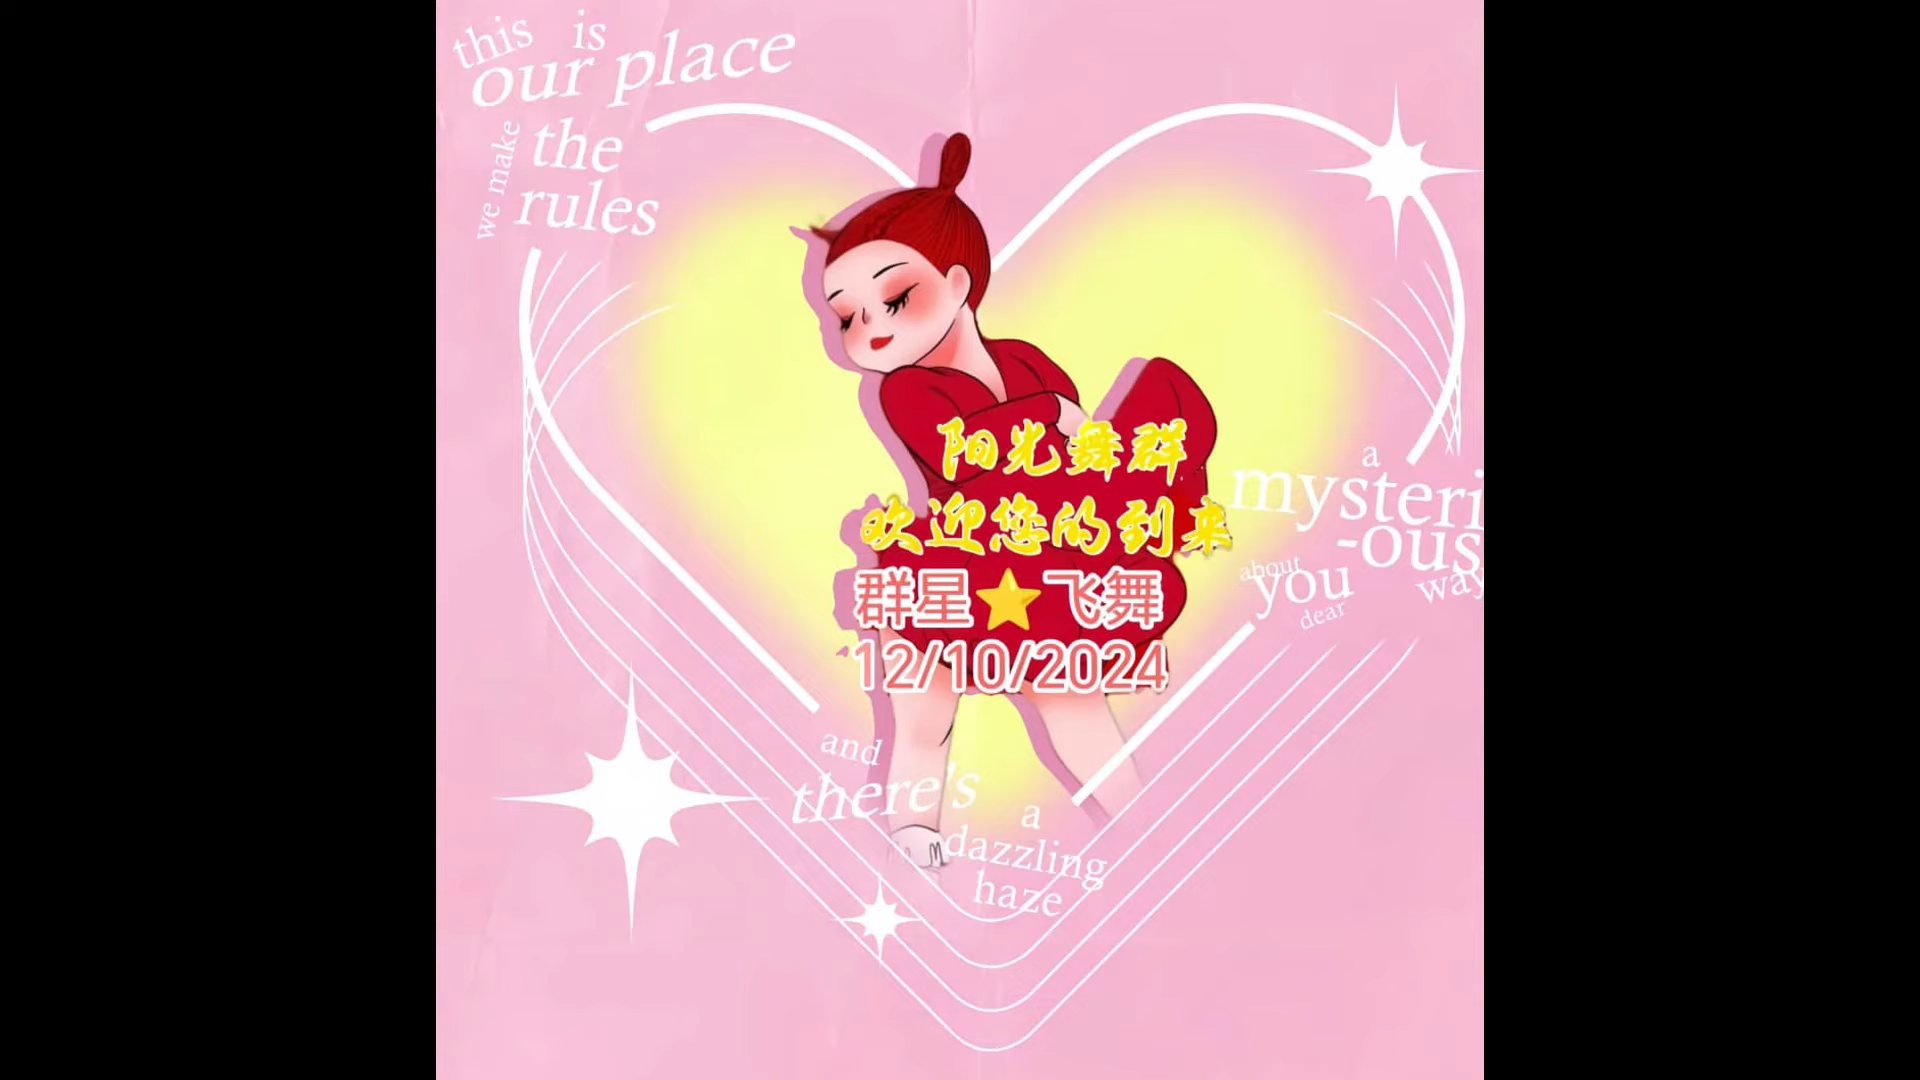 this is
our place
we make
the
rules
阳光舞群
欢迎您的到来
群星⭐飞舞
12/10/2024
a
mysteri
-ous
way
about
you
dear
and
there's
a
dazzling
haze